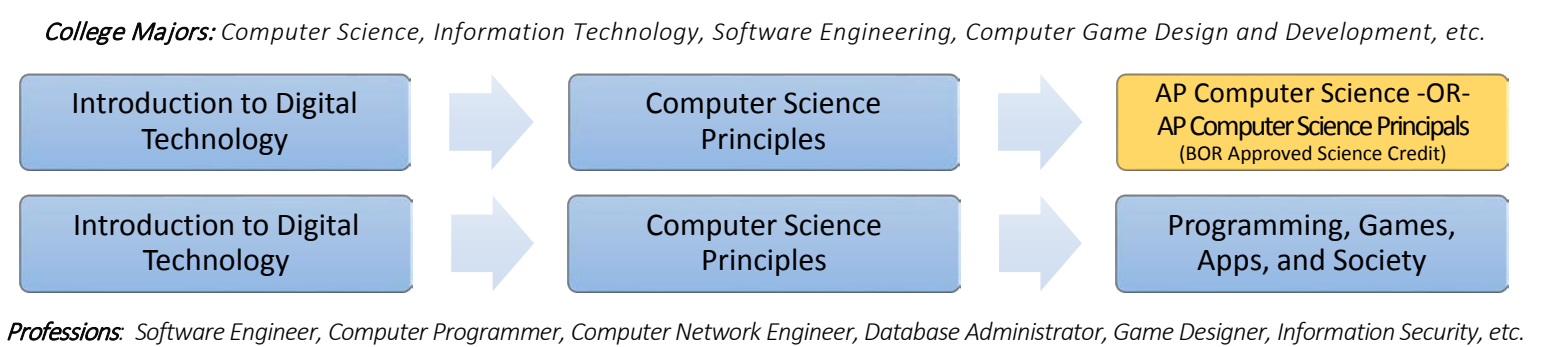 College Majors: Computer Science, Information Technology, Software Engineering, Computer Game Design and Development, etc.
Introduction to Digital
Technology
Computer Science
Principles
AP Computer Science -OR-
AP Computer Science Principals
(BOR Approved Science Credit)
Introduction to Digital
Technology
Computer Science
Principles
Programming, Games,
Apps, and Society
Professions: Software Engineer, Computer Programmer, Computer Network Engineer, Database Administrator, Game Designer, Information Security, etc.